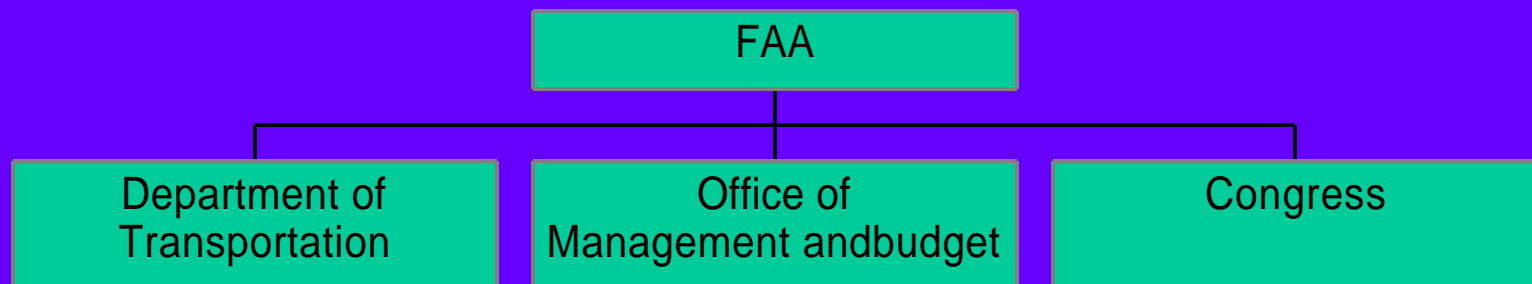 FAA
Department of
Transportation
Office of
Management andbudget
Congress